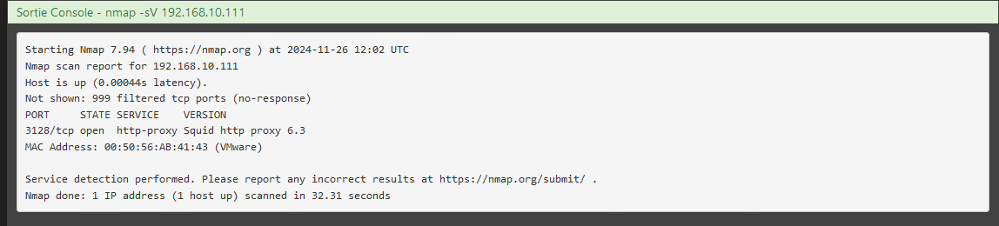 Sortie Console - nmap -sV 192.168.10.111
Starting Nmap 7.94 ( https://nmap.org ) at 2024-11-26 12:02 UTC
Nmap scan report for 192.168.10.111
Host is up (0.00044s latency).
Not shown: 999 filtered tcp ports (no-response)
PORT     STATE SERVICE    VERSION
3128/tcp open  http-proxy Squid http proxy 6.3
MAC Address: 00:50:56:AB:41:43 (VMware)
Service detection performed. Please report any incorrect results at https://nmap.org/submit/ .
Nmap done: 1 IP address (1 host up) scanned in 32.31 seconds